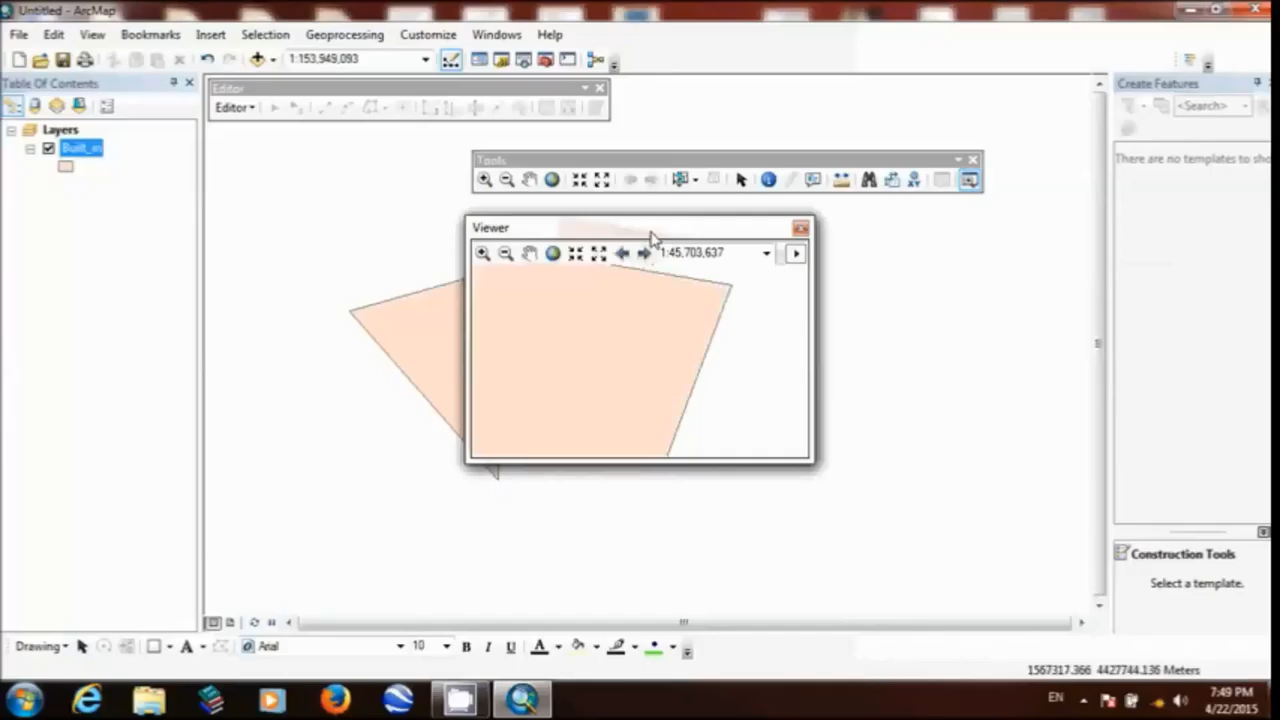 Untitled - ArcMap
File Edit View Bookmarks Insert Selection Geoprocessing Customize Windows Help
1:153,949,093
Table Of Contents
Editor
Create Features
Editor
<Search>
Layers
Tools
There are no templates to sho
Viewer
1:45,703,637
Construction Tools
Select a template.
Drawing Arial 10 B I U A
1567317.366 4427744.136 Meters
EN
7:49 PM
4/22/2015